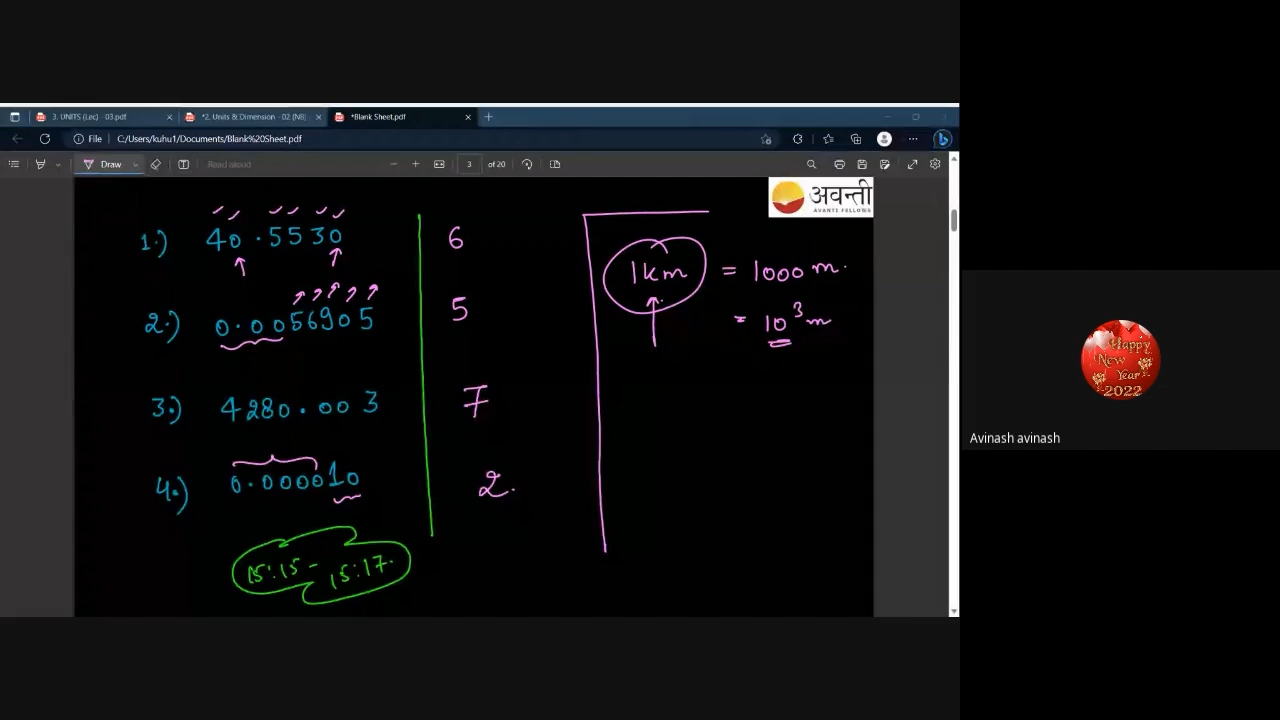 3. UNITS (Lec) - 03.pdf
*2. Units & Dimension - 02 (NB)
*Blank Sheet.pdf
File
C:/Users/kuhu1/Documents/Blank%20Sheet.pdf
Draw
Read aloud
3 of 20
अवन्ती
AVANTI FELLOWS
1.) 40.5530 6
2.) 0.0056905 5
3.) 4280.003 7
4.) 0.000010 2.
15:15 - 15:17.
1km = 1000 m.
= 10³ m
Happy
New
Year
2022
Avinash avinash